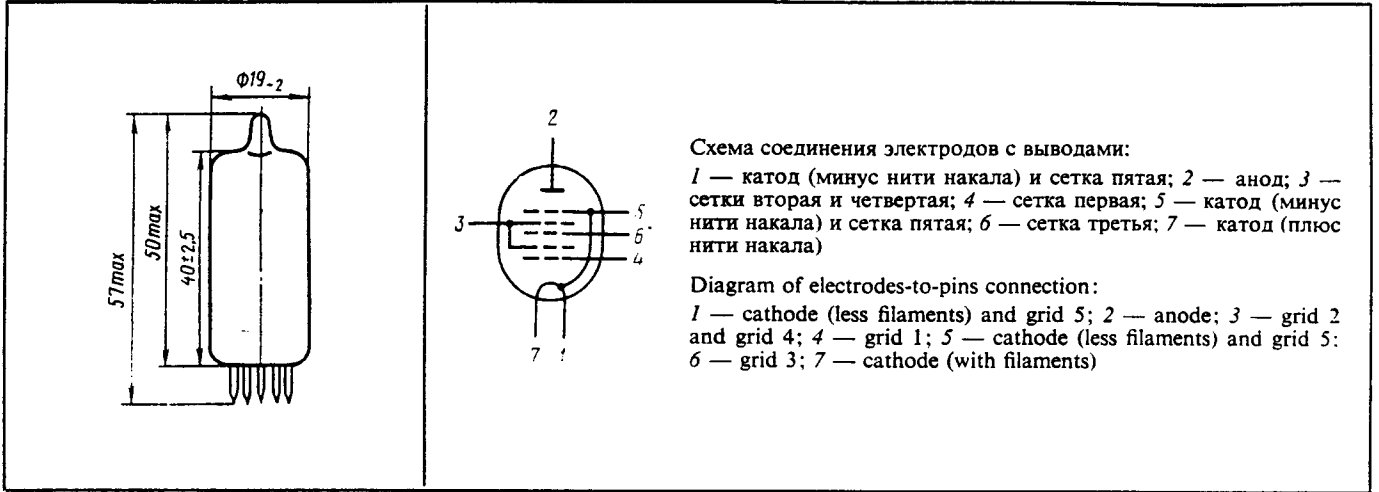 Ф19-2
57max
50max
40±2,5
2
3
5
6
4
7 1
Схема соединения электродов с выводами:
1 — катод (минус нити накала) и сетка пятая; 2 — анод; 3 —
сетки вторая и четвертая; 4 — сетка первая; 5 — катод (минус
нити накала) и сетка пятая; 6 — сетка третья; 7 — катод (плюс
нити накала)
Diagram of electrodes-to-pins connection:
1 — cathode (less filaments) and grid 5; 2 — anode; 3 — grid 2
and grid 4; 4 — grid 1; 5 — cathode (less filaments) and grid 5:
6 — grid 3; 7 — cathode (with filaments)